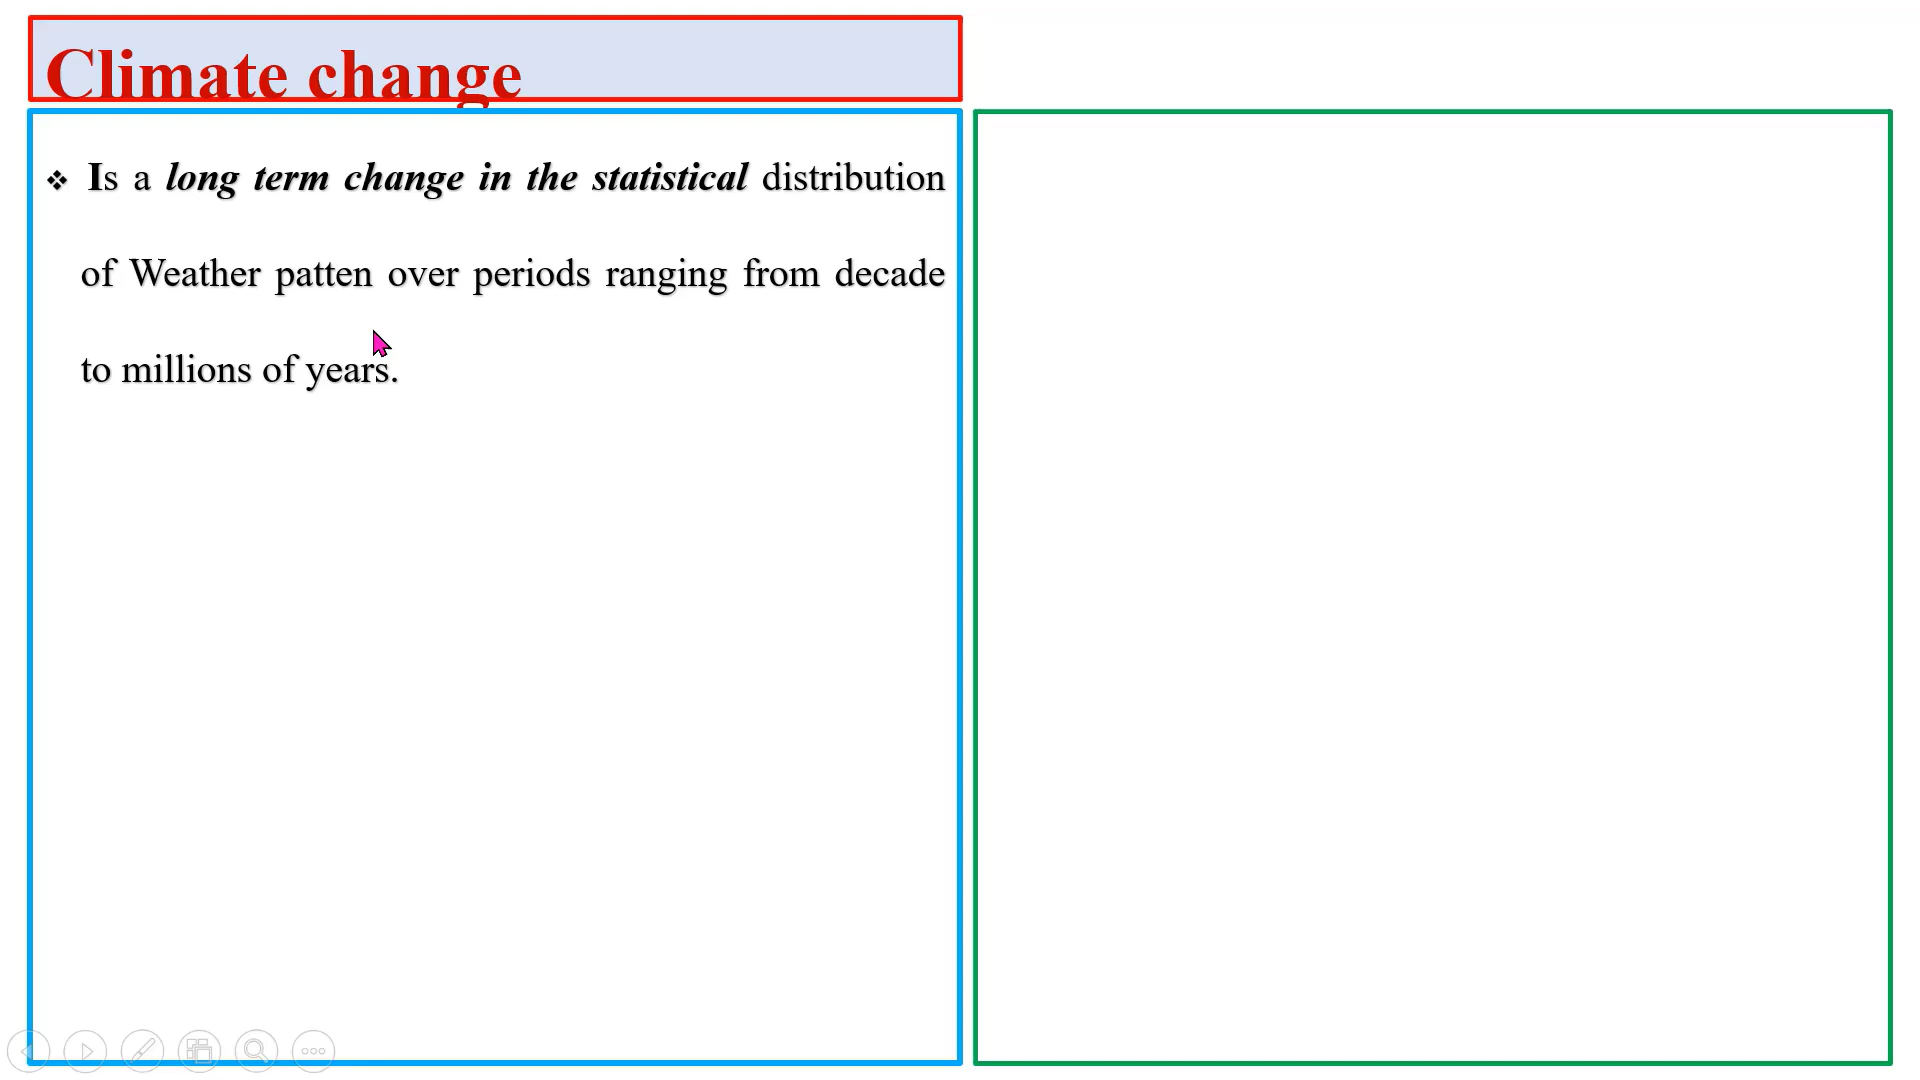 Climate change
❖ Is a long term change in the statistical distribution
of Weather patten over periods ranging from decade
to millions of years.